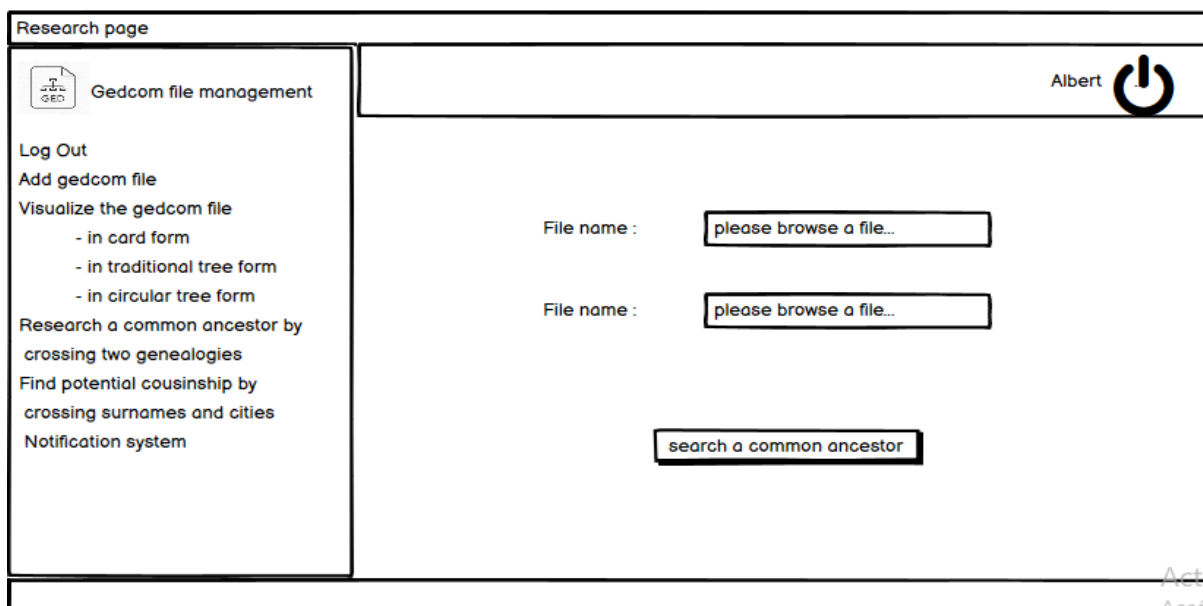 Research page
GED
Gedcom file management
Albert
Log Out
Add gedcom file
Visualize the gedcom file
- in card form
- in traditional tree form
- in circular tree form
Research a common ancestor by
crossing two genealogies
Find potential cousinship by
crossing surnames and cities
Notification system
File name :
please browse a file...
File name :
please browse a file...
search a common ancestor